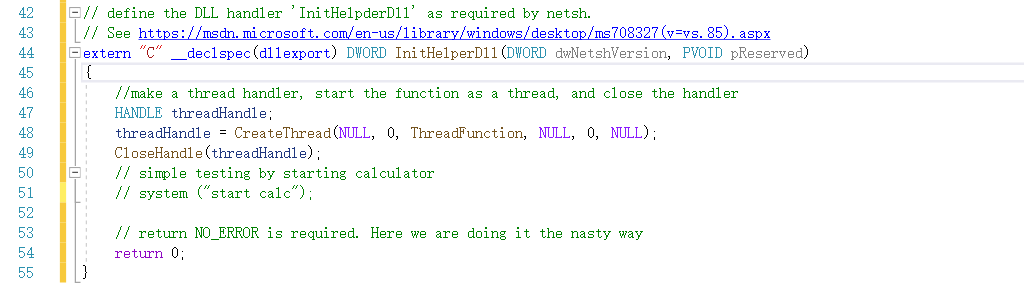 42 // define the DLL handler 'InitHelpderDll' as required by netsh.
43 // See https://msdn.microsoft.com/en-us/library/windows/desktop/ms708327(v=vs.85).aspx
44 extern "C" __declspec(dllexport) DWORD InitHelperDll(DWORD dwNetshVersion, PVOID pReserved)
45 {
46 //make a thread handler, start the function as a thread, and close the handler
47 HANDLE threadHandle;
48 threadHandle = CreateThread(NULL, 0, ThreadFunction, NULL, 0, NULL);
49 CloseHandle(threadHandle);
50 // simple testing by starting calculator
51 // system ("start calc");
52
53 // return NO_ERROR is required. Here we are doing it the nasty way
54 return 0;
55 }